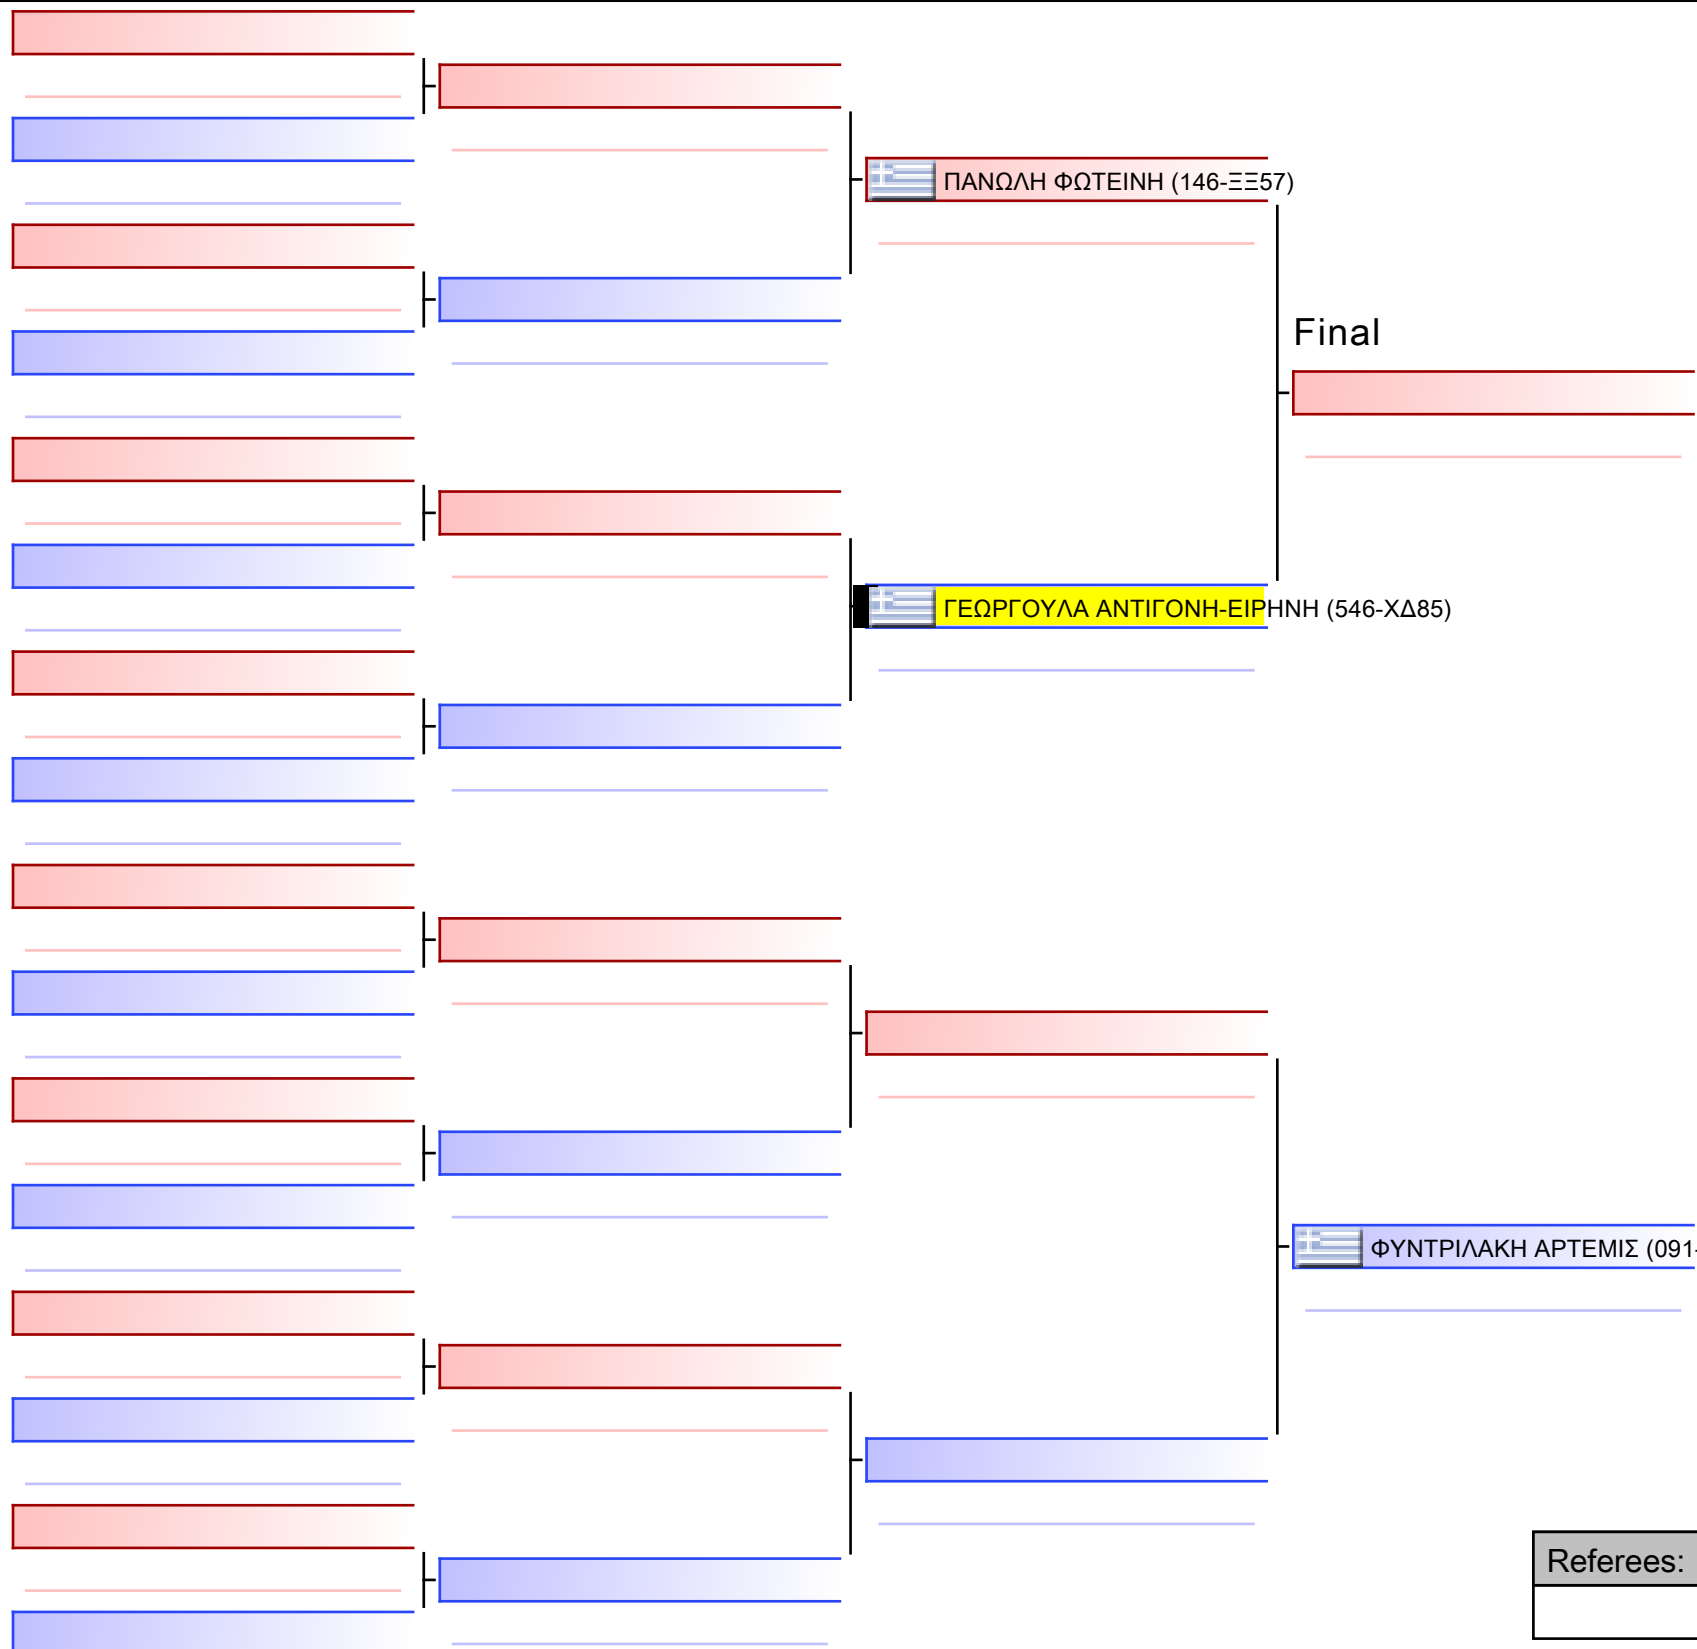 ΠΑΝΩΛΗ ΦΩΤΕΙΝΗ (146-ΞΞ57)
Final
ΓΕΩΡΓΟΥΛΑ ΑΝΤΙΓΟΝΗ-ΕΙΡΗΝΗ (546-ΧΔ85)
ΦΥΝΤΡΙΛΑΚΗ ΑΡΤΕΜΙΣ (091-
Referees: